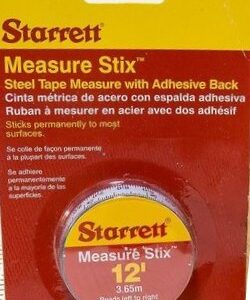 Starrett
Measure Stix™
Steel Tape Measure with Adhesive Back
Cinta métrica de acero con espalda adhesiva
Ruban à mesurer en acier avec dos adhésif
Sticks permanently to most
surfaces.
Se colle de façon permanente
à la plupart des surfaces.
Se adhiere
permanentemente
a la mayoría de las
superficies.
Starrett
Measure Stix™
12'
3.65m
Reads left to right